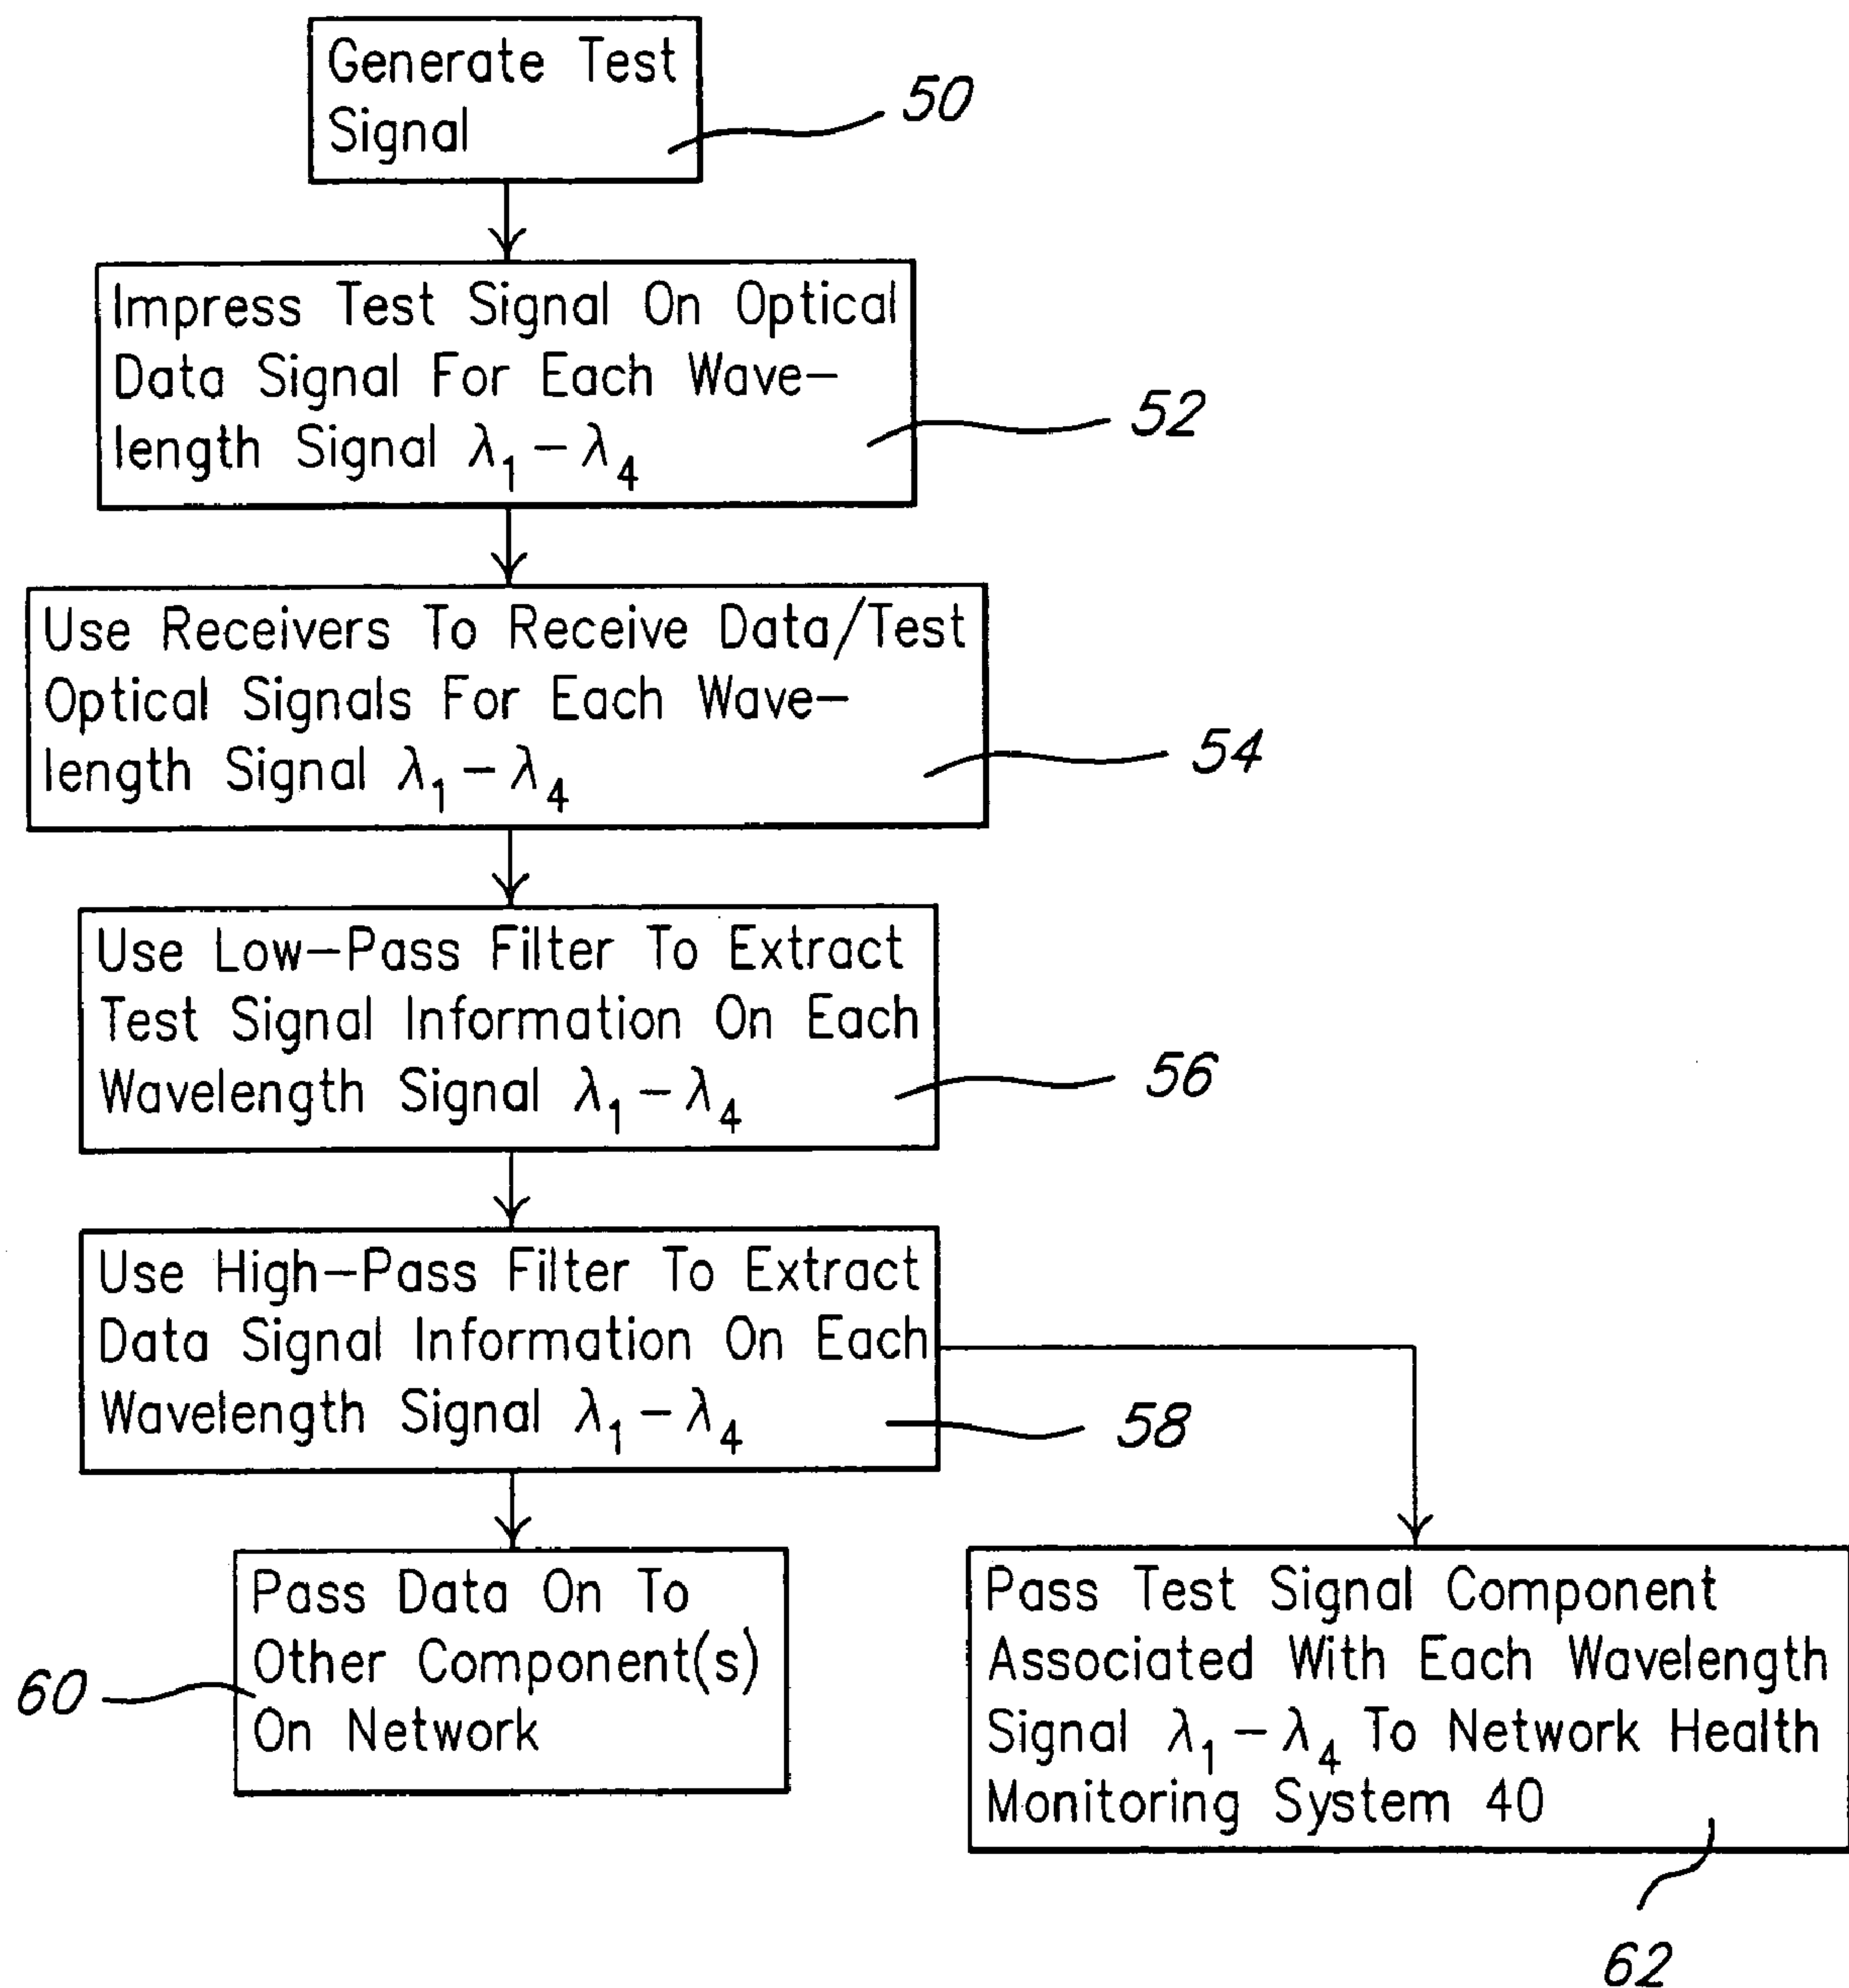 Generate Test
Signal
50
Impress Test Signal On Optical
Data Signal For Each Wave-
length Signal λ₁ – λ₄
52
Use Receivers To Receive Data/Test
Optical Signals For Each Wave-
length Signal λ₁ – λ₄
54
Use Low-Pass Filter To Extract
Test Signal Information On Each
Wavelength Signal λ₁ – λ₄
56
Use High-Pass Filter To Extract
Data Signal Information On Each
Wavelength Signal λ₁ – λ₄
58
Pass Data On To
Other Component(s)
On Network
60
Pass Test Signal Component
Associated With Each Wavelength
Signal λ₁ – λ₄ To Network Health
Monitoring System 40
62